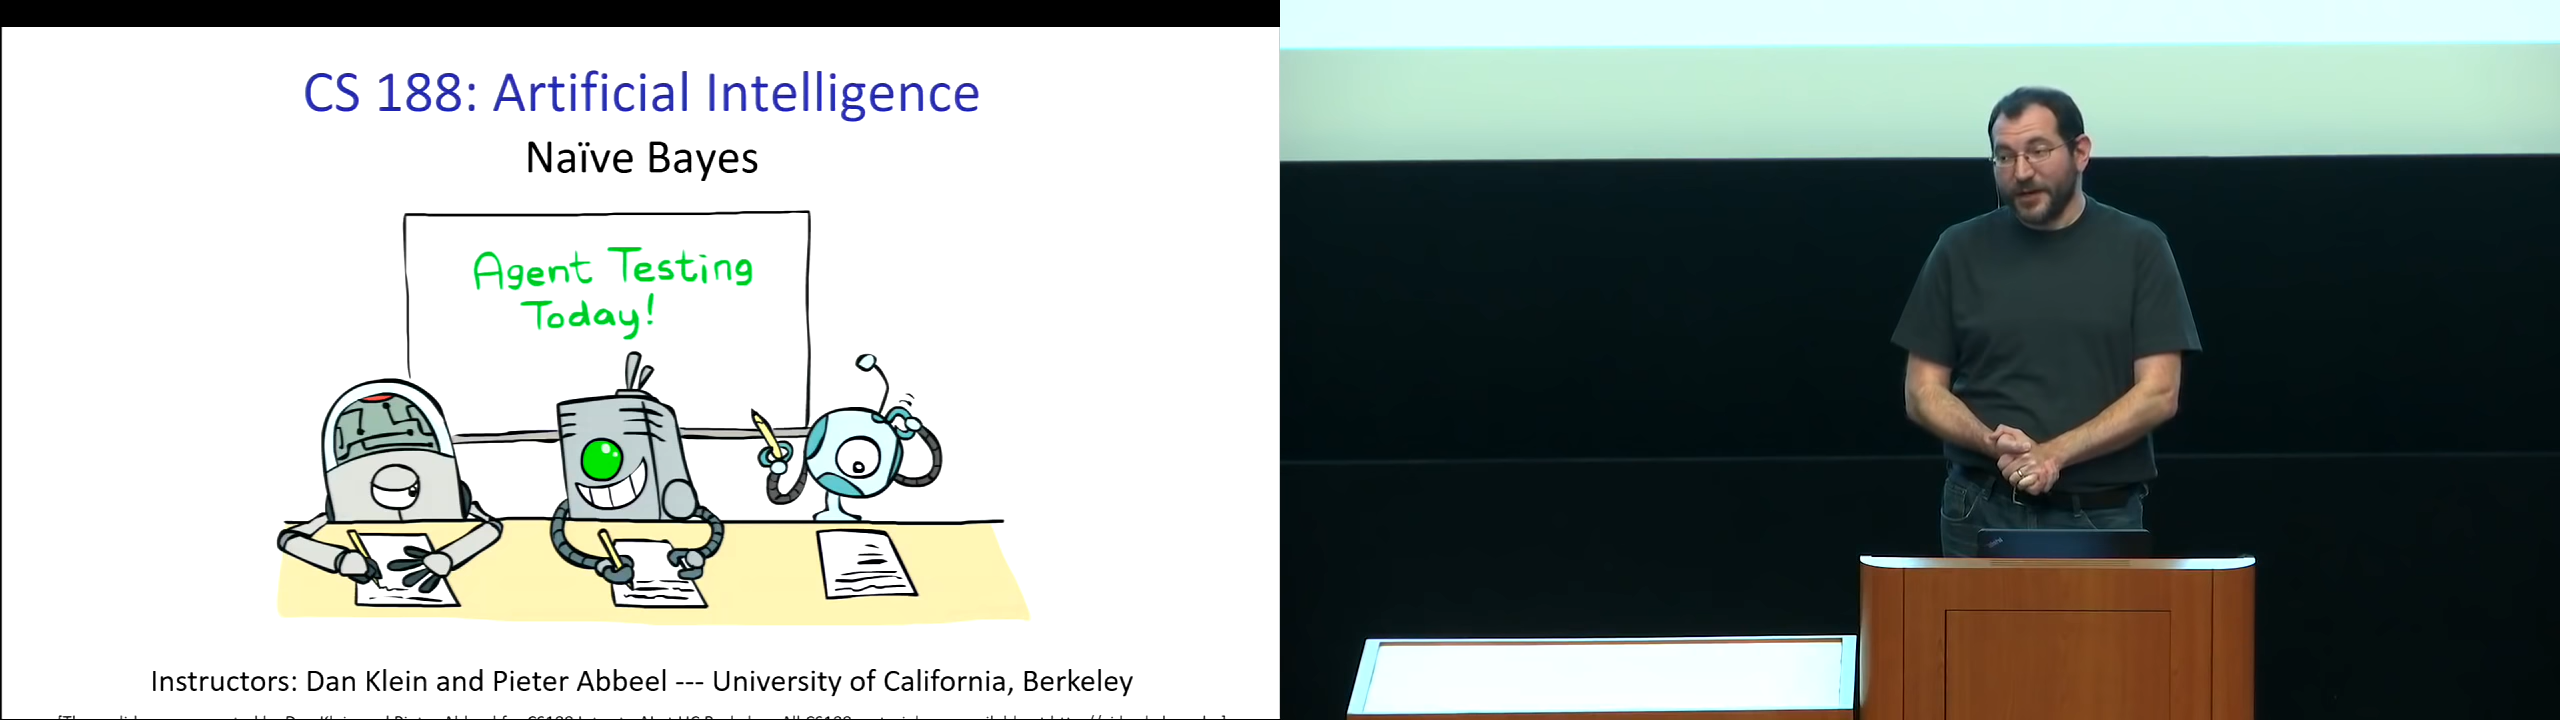 CS 188: Artificial Intelligence
Naïve Bayes
Agent Testing
Today!
Instructors: Dan Klein and Pieter Abbeel --- University of California, Berkeley